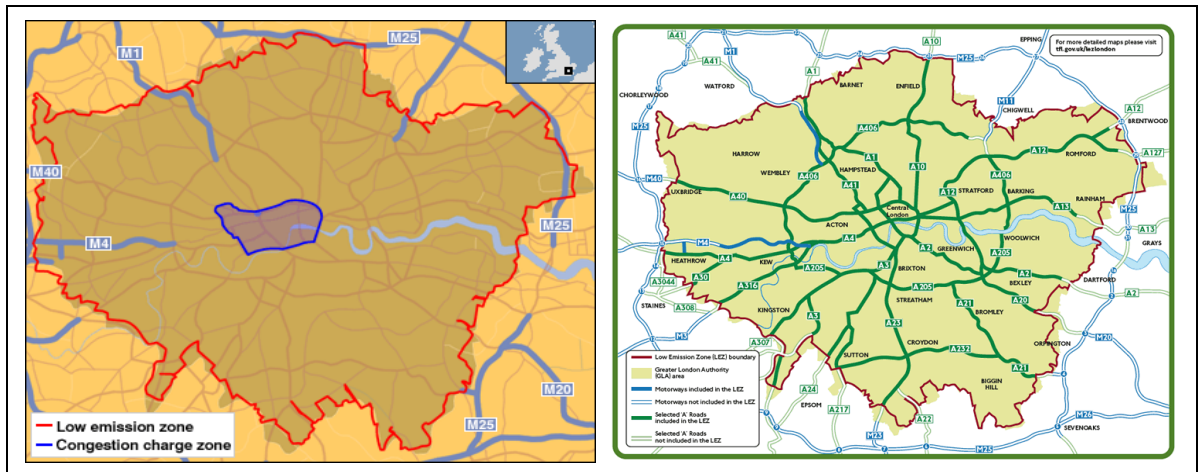 M1
M25
M40
M4
M25
M20
M25
Low emission zone
Congestion charge zone
For more detailed maps please visit
tfl.gov.uk/lezlondon
A41
M1
A41
A10
EPPING
M25
A1
CHORLEYWOOD
WATFORD
BARNET
ENFIELD
M11
CHIGWELL
A12
BRENTWOOD
M25
A406
HARROW
A1
HAMPSTEAD
A10
A12
ROMFORD
A127
M40
WEMBLEY
A406
A41
A12
STRATFORD
A406
BARKING
UXBRIDGE
A40
Central
London
A13
RAINHAM
M25
ACTON
A4
A13
M4
A2
GREENWICH
WOOLWICH
A205
GRAYS
HEATHROW
A4
KEW
A205
A3
BRIXTON
A2
DARTFORD
A3044
A30
A316
A205
BEXLEY
STAINES
A308
KINGSTON
STREATHAM
A21
A20
A2
A3
A23
BROMLEY
M3
A307
CROYDON
A232
ORPINGTON
M20
SUTTON
A21
A24
BIGGIN
HILL
EPSOM
A217
A22
M26
SEVENOAKS
M23
M25
Low Emission Zone (LEZ) boundary
Greater London Authority
(GLA) area
Motorways included in the LEZ
Motorways not included in the LEZ
Selected 'A' Roads
included in the LEZ
Selected 'A' Roads
not included in the LEZ